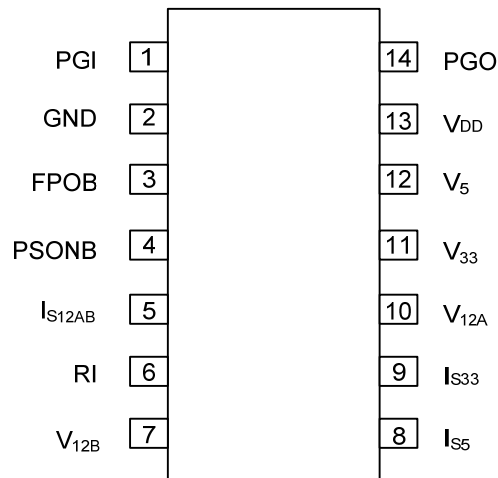 PGI 1 14 PGO
GND 2 13 VDD
FPOB 3 12 V5
PSONB 4 11 V33
IS12AB 5 10 V12A
RI 6 9 IS33
V12B 7 8 IS5